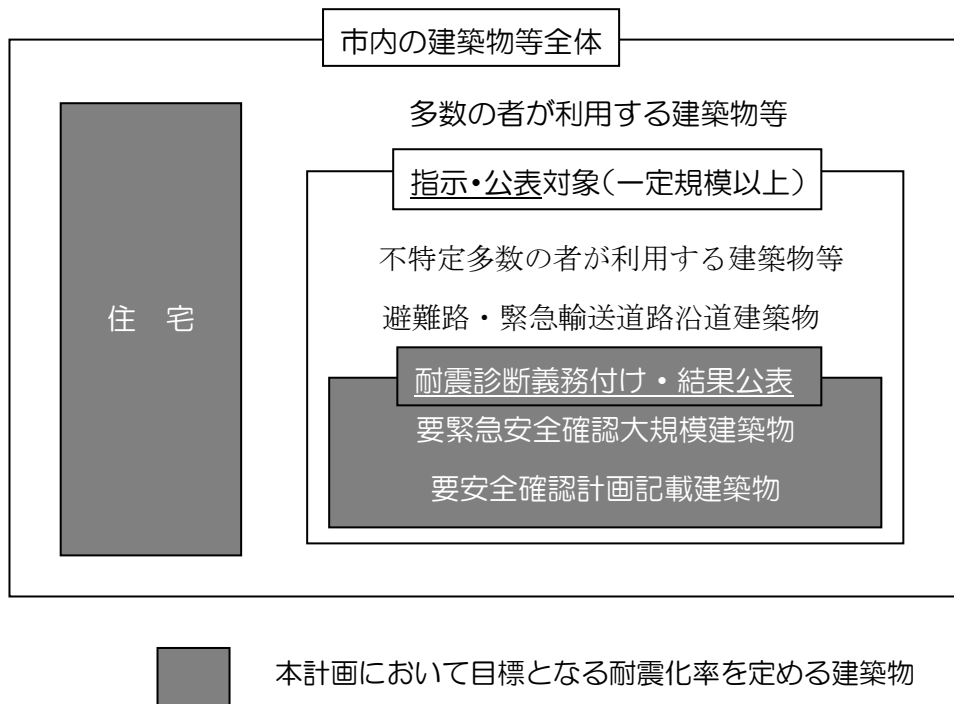 市内の建築物等全体
多数の者が利用する建築物等
指示・公表対象（一定規模以上）
不特定多数の者が利用する建築物等
避難路・緊急輸送道路沿道建築物
住　宅
耐震診断義務付け・結果公表
要緊急安全確認大規模建築物
要安全確認計画記載建築物
本計画において目標となる耐震化率を定める建築物